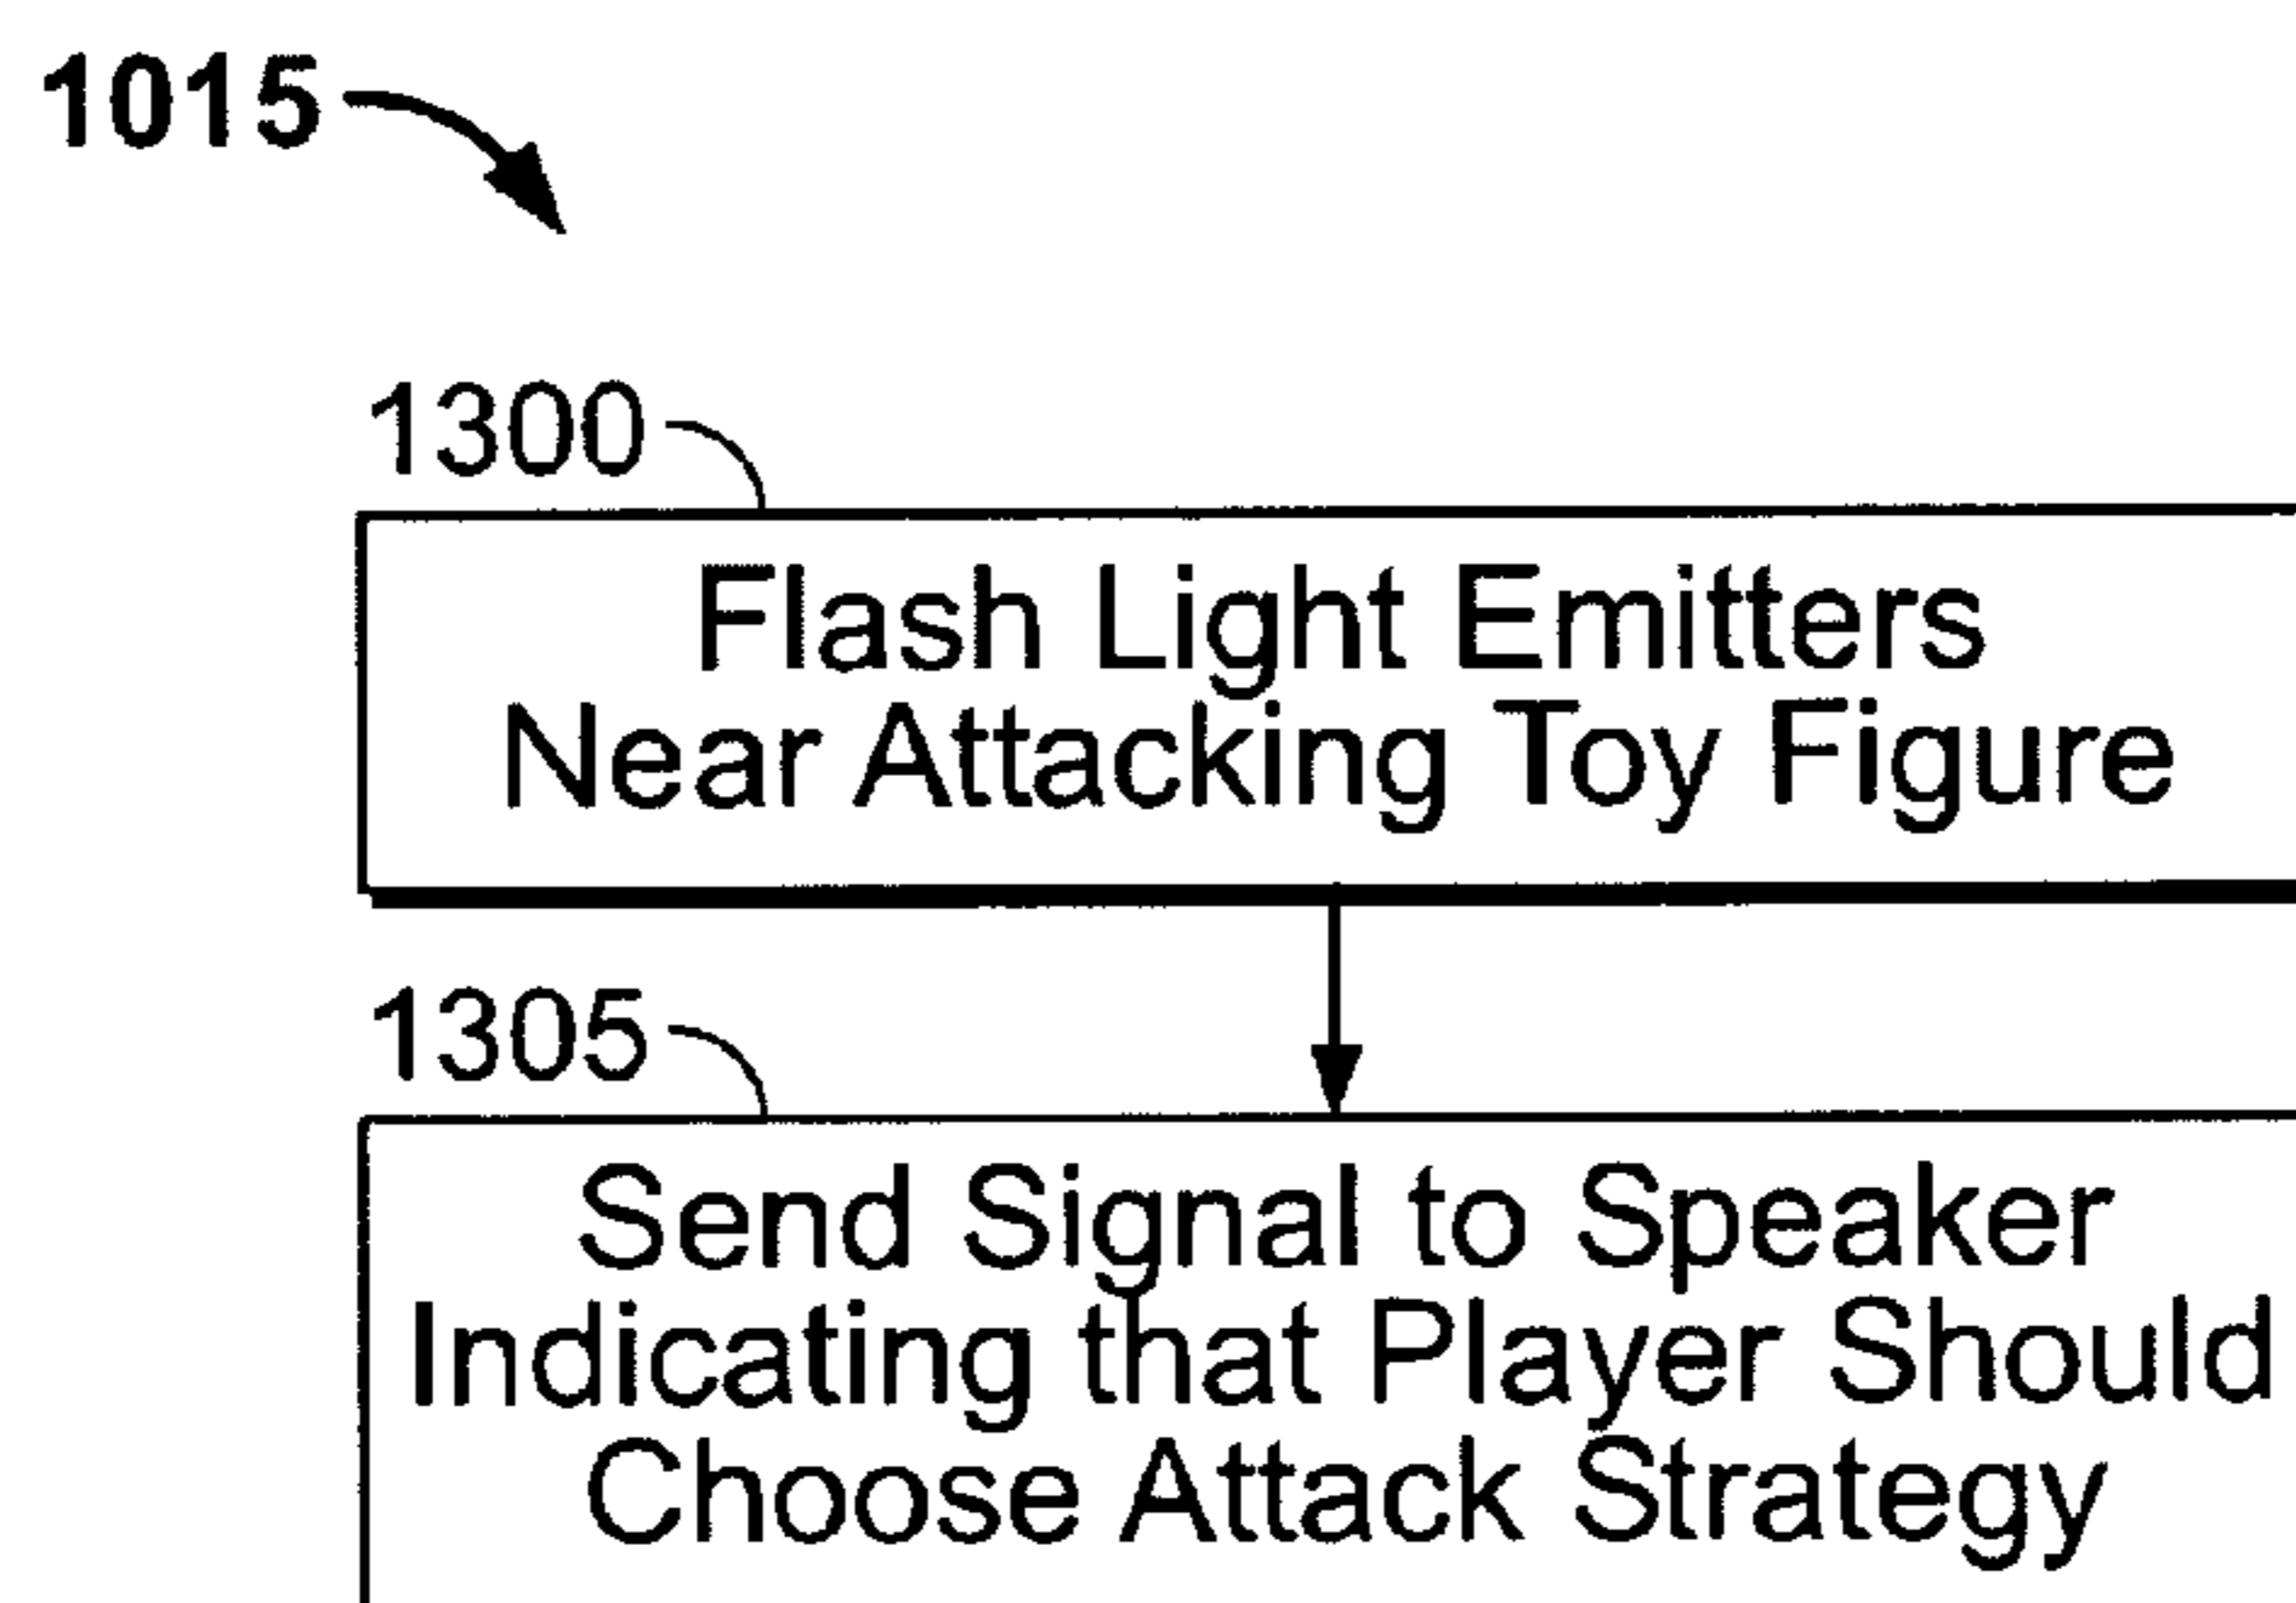 1015
1300
Flash Light Emitters
Near Attacking Toy Figure
1305
Send Signal to Speaker
Indicating that Player Should
Choose Attack Strategy